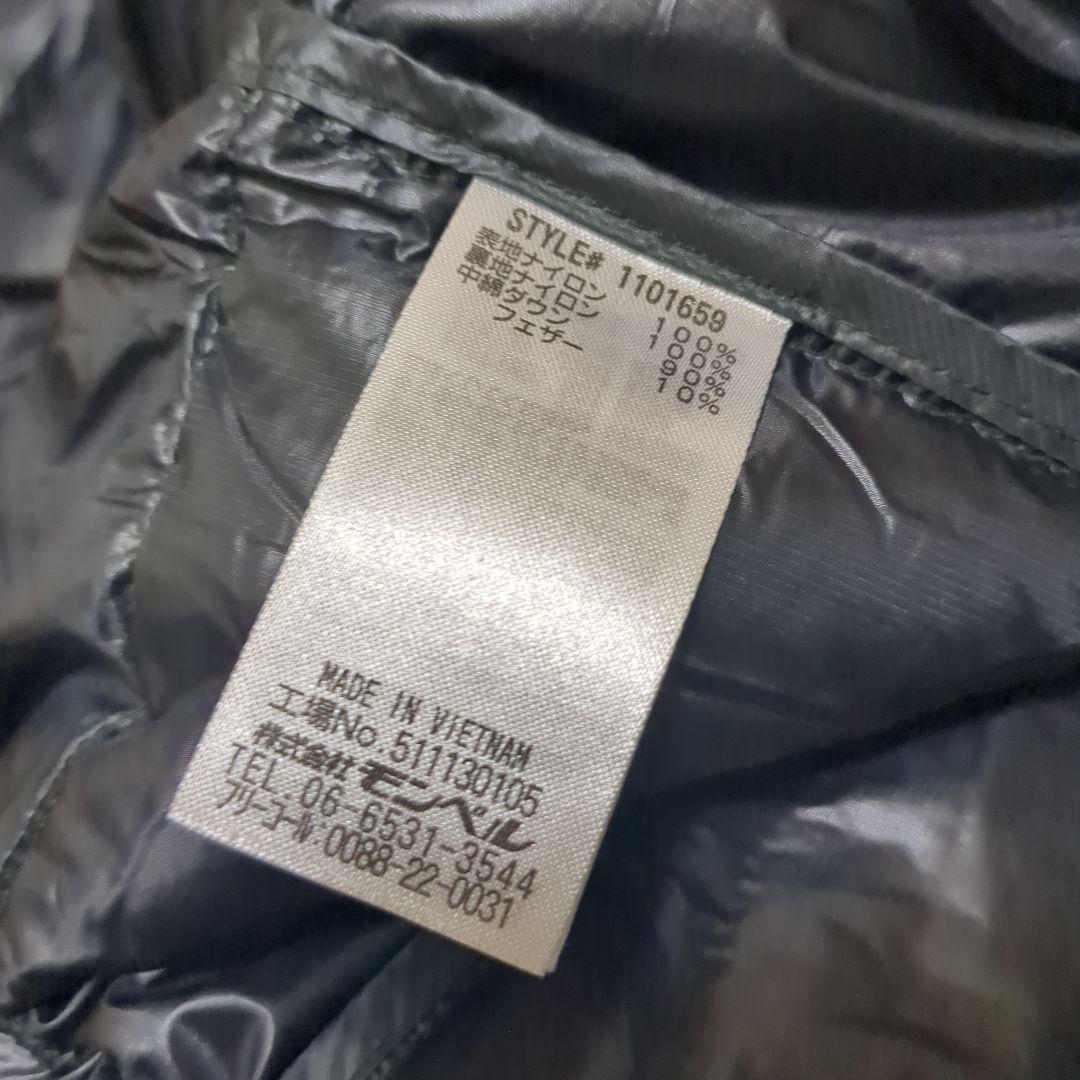 STYLE# 1101659
表地ナイロン 100%
裏地ナイロン 100%
中綿ダウン 90%
フェザー 10%
MADE IN VIETNAM
工場No.511130105
株式会社モンベル
TEL.06-6531-3544
フリーコール:0088-22-0031